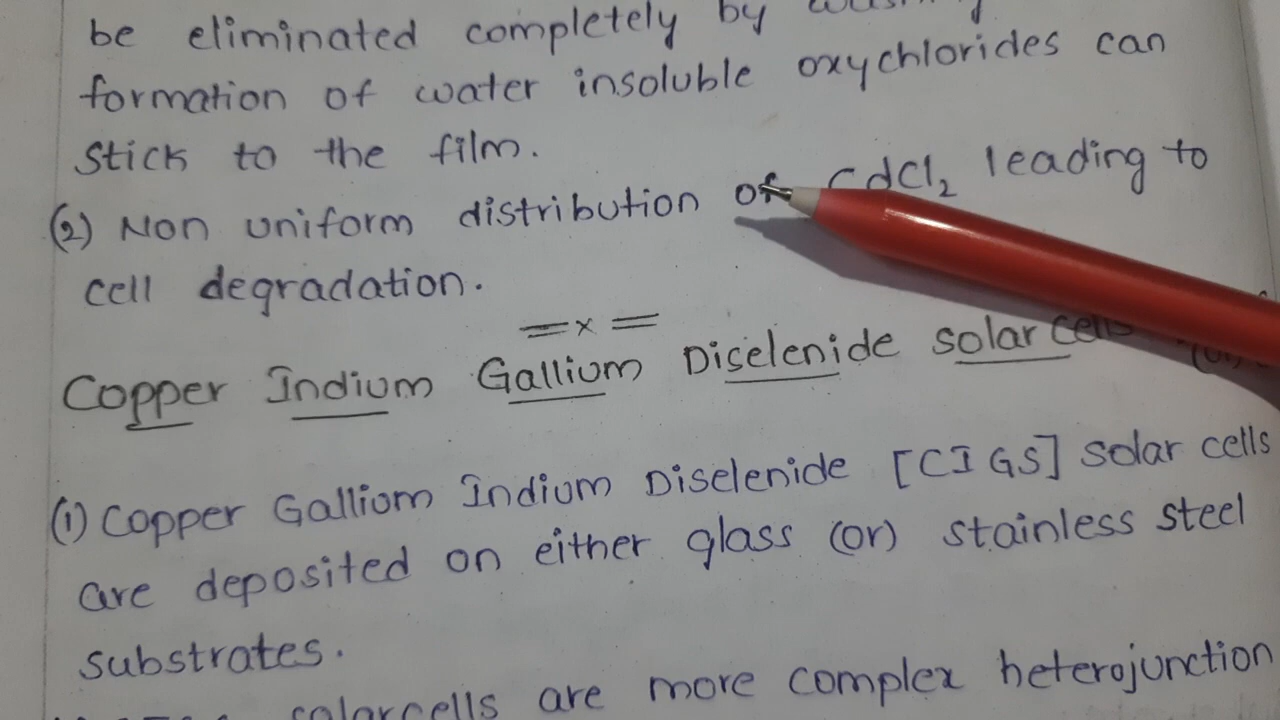 be eliminated completely by
formation of water insoluble oxychlorides can
stick to the film.
(2) Non uniform distribution of CdCl₂ leading to
cell degradation.
=x=
Copper Indium Gallium Diselenide solar cells
(1) Copper Gallium Indium Diselenide [CIGS] solar cells
are deposited on either glass (or) stainless steel
substrates.
solarcells are more complex heterojunction